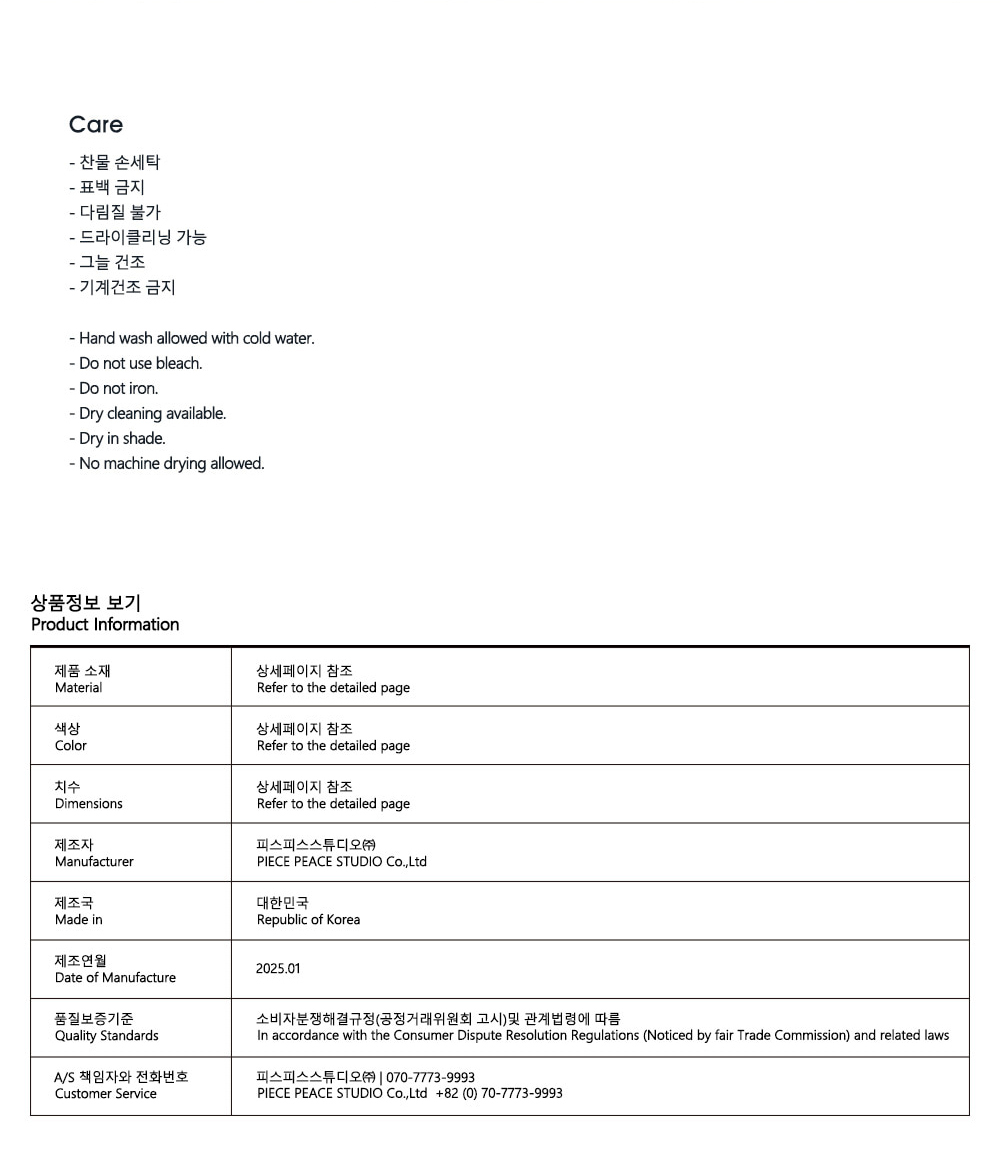 Care
- 찬물 손세탁
- 표백 금지
- 다림질 불가
- 드라이클리닝 가능
- 그늘 건조
- 기계건조 금지
- Hand wash allowed with cold water.
- Do not use bleach.
- Do not iron.
- Dry cleaning available.
- Dry in shade.
- No machine drying allowed.
상품정보 보기
Product Information
제품 소재
Material
상세페이지 참조
Refer to the detailed page
색상
Color
상세페이지 참조
Refer to the detailed page
치수
Dimensions
상세페이지 참조
Refer to the detailed page
제조자
Manufacturer
피스피스스튜디오㈜
PIECE PEACE STUDIO Co.,Ltd
제조국
Made in
대한민국
Republic of Korea
제조연월
Date of Manufacture
2025.01
품질보증기준
Quality Standards
소비자분쟁해결규정(공정거래위원회 고시)및 관계법령에 따름
In accordance with the Consumer Dispute Resolution Regulations (Noticed by fair Trade Commission) and related laws
A/S 책임자와 전화번호
Customer Service
피스피스스튜디오㈜ | 070-7773-9993
PIECE PEACE STUDIO Co.,Ltd +82 (0) 70-7773-9993